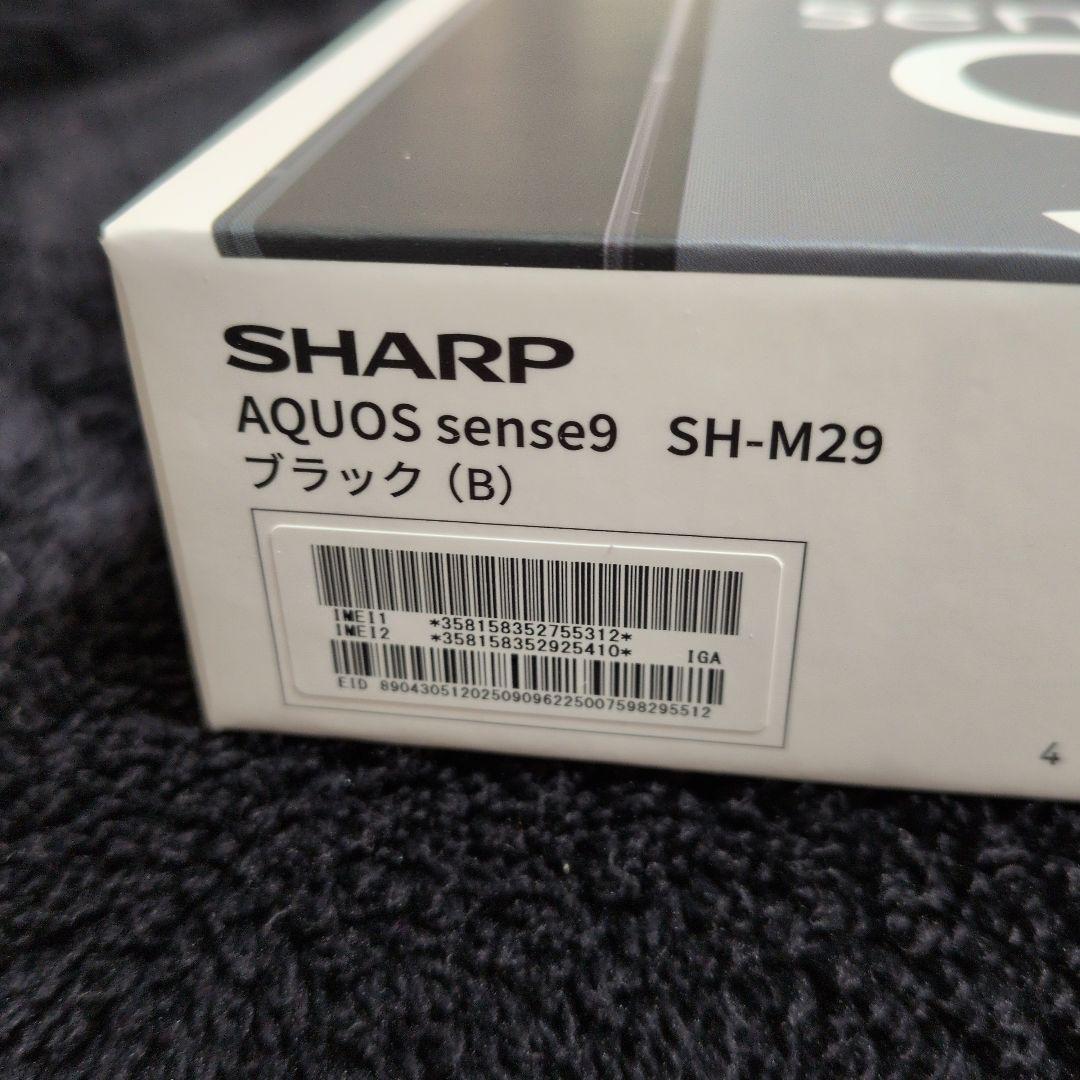 SHARP
AQUOS sense9 SH-M29
ブラック（B）
IMEI1 *358158352755312*
IMEI2 *358158352925410* IGA
EID 89043051202509096225007598295512
4